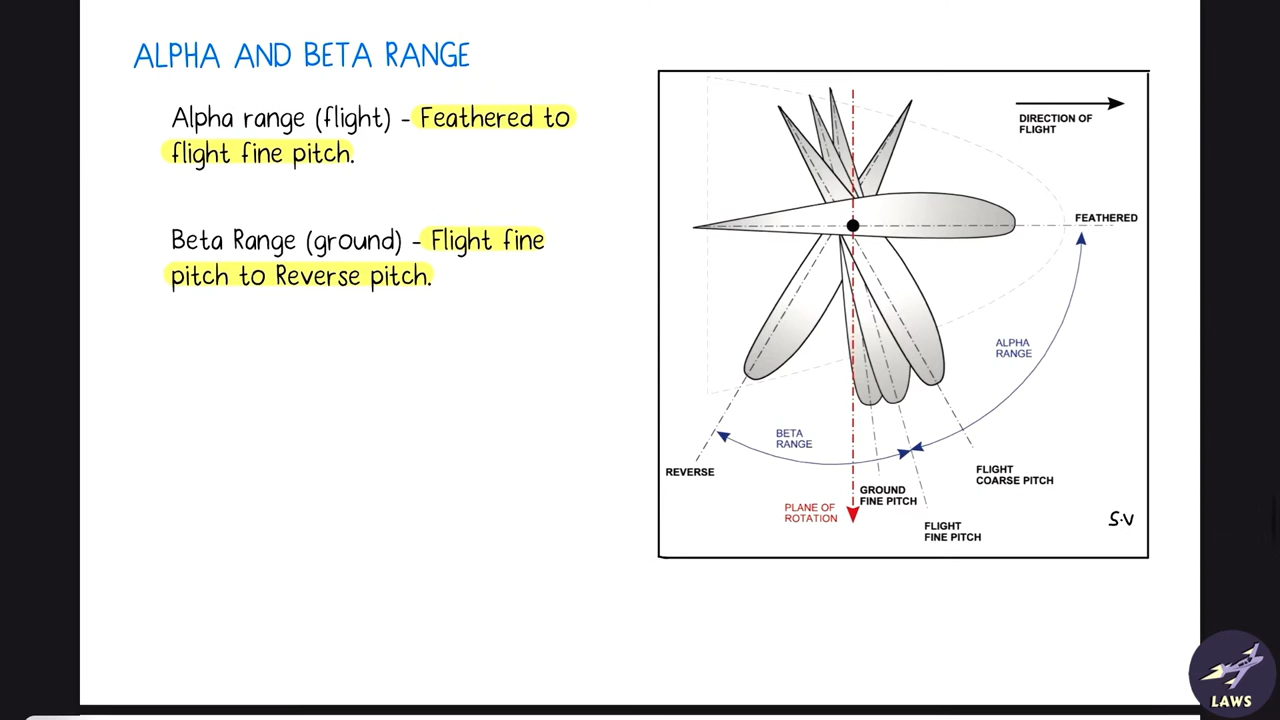 ALPHA AND BETA RANGE
Alpha range (flight) - Feathered to
flight fine pitch.
Beta Range (ground) - Flight fine
pitch to Reverse pitch.
DIRECTION OF
FLIGHT
FEATHERED
ALPHA
RANGE
BETA
RANGE
REVERSE
FLIGHT
COARSE PITCH
GROUND
FINE PITCH
PLANE OF
ROTATION
FLIGHT
FINE PITCH
S.V
LAWS